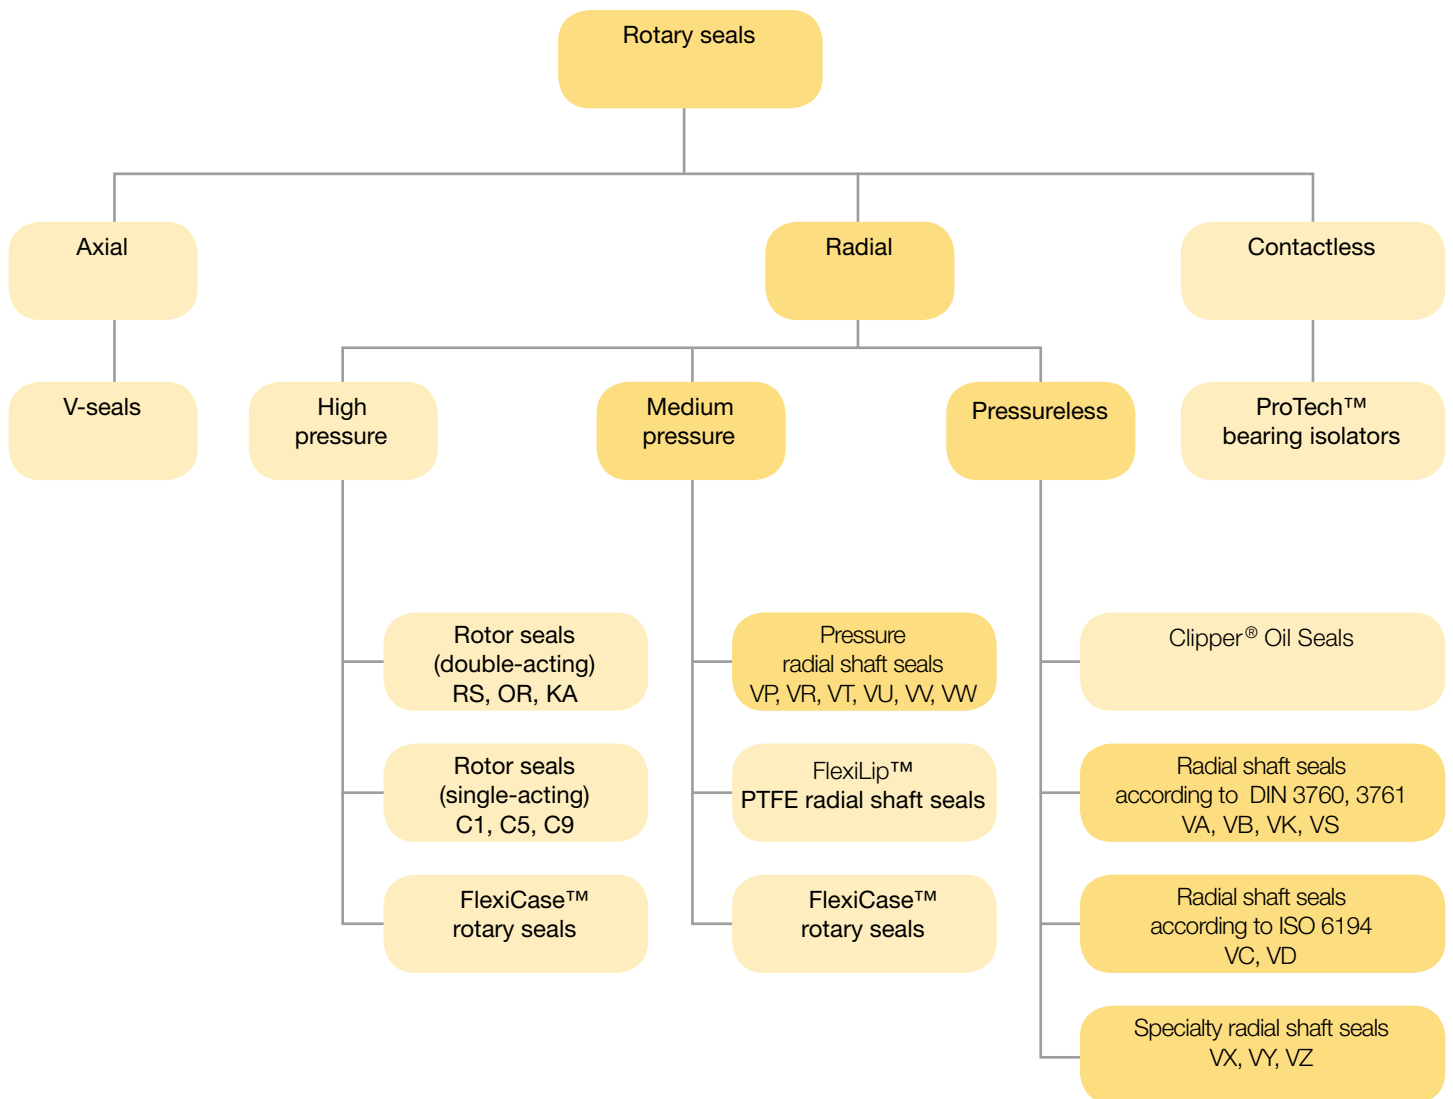 Rotary seals
Axial
Radial
Contactless
V-seals
High
pressure
Medium
pressure
Pressureless
ProTech™
bearing isolators
Rotor seals
(double-acting)
RS, OR, KA
Pressure
radial shaft seals
VP, VR, VT, VU, VV, VW
Clipper® Oil Seals
Rotor seals
(single-acting)
C1, C5, C9
FlexiLip™
PTFE radial shaft seals
Radial shaft seals
according to DIN 3760, 3761
VA, VB, VK, VS
FlexiCase™
rotary seals
FlexiCase™
rotary seals
Radial shaft seals
according to ISO 6194
VC, VD
Specialty radial shaft seals
VX, VY, VZ